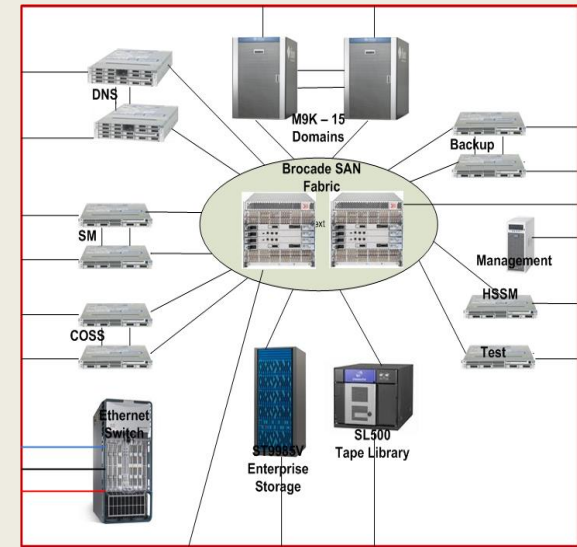 DNS
M9K – 15
Domains
Backup
Brocade SAN
Fabric
ext
SM
Management
HSSM
COSS
Test
Ethernet
Switch
ST9985V
Enterprise
Storage
SL500
Tape Library